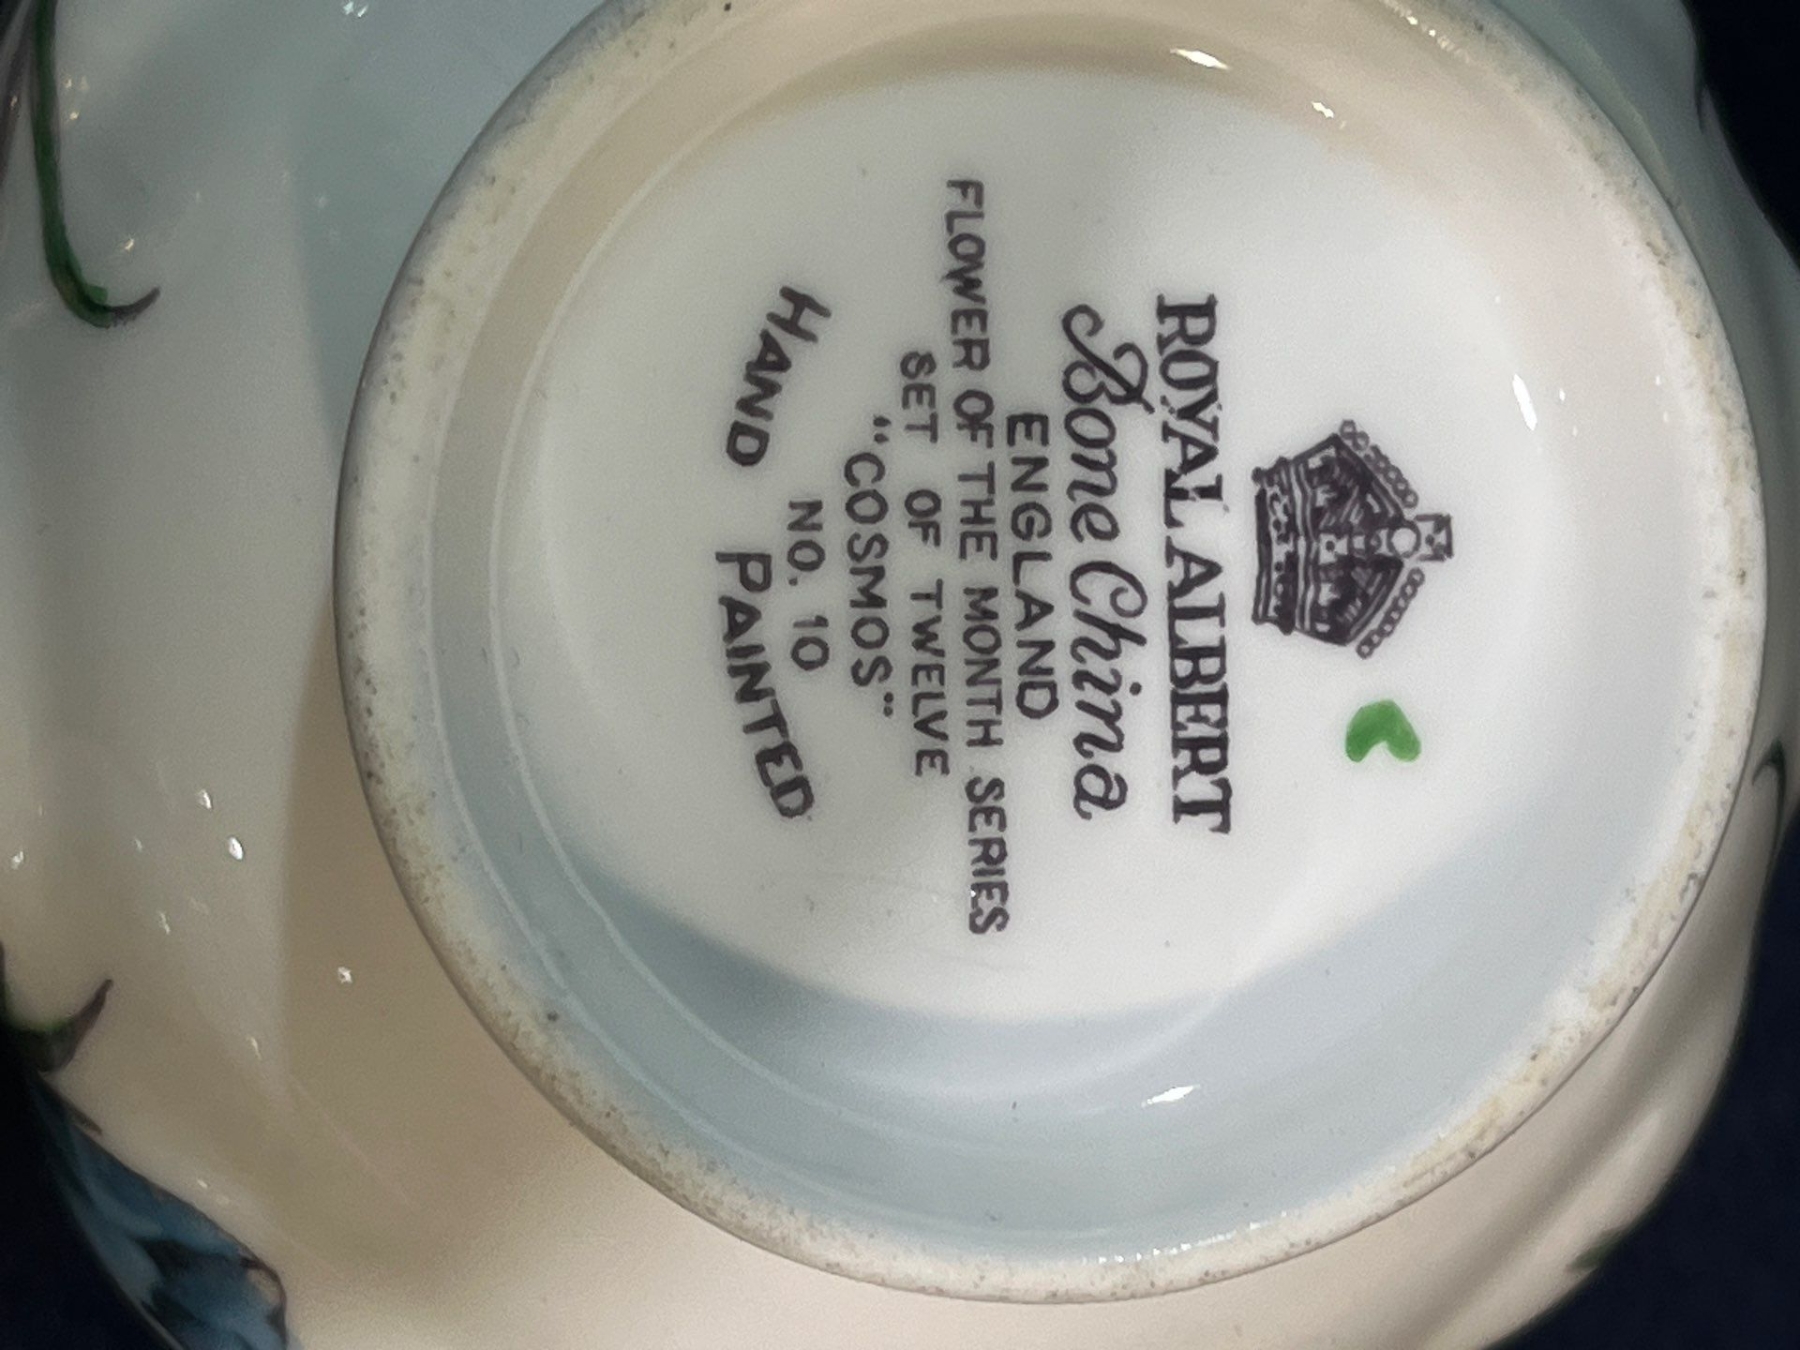 ROYAL ALBERT
Bone China
ENGLAND
FLOWER OF THE MONTH SERIES
SET OF TWELVE
"COSMOS"
NO. 10
HAND PAINTED